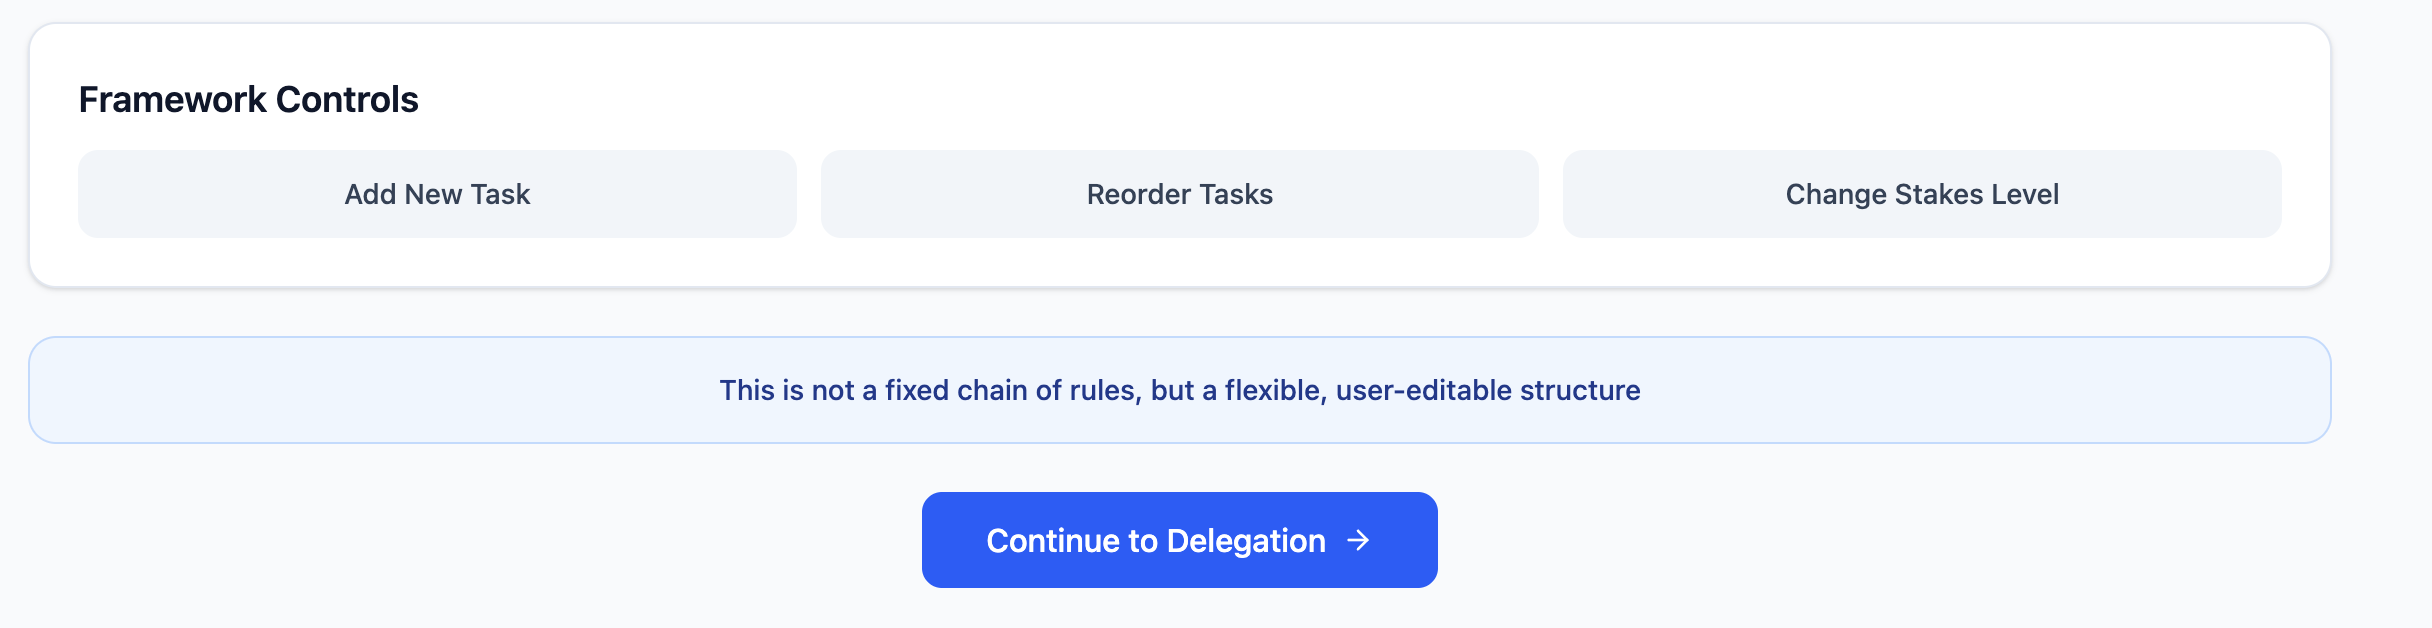 Framework Controls
Add New Task
Reorder Tasks
Change Stakes Level
This is not a fixed chain of rules, but a flexible, user-editable structure
Continue to Delegation →